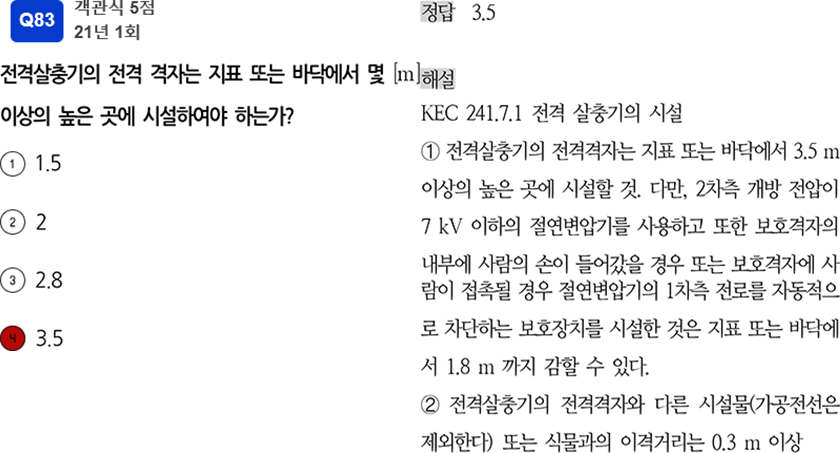 Q83
객관식 5점
21년 1회
전격살충기의 전격 격자는 지표 또는 바닥에서 몇 [m]
이상의 높은 곳에 시설하여야 하는가?
① 1.5
② 2
③ 2.8
4 3.5
정답 3.5
해설
KEC 241.7.1 전격 살충기의 시설
① 전격살충기의 전격격자는 지표 또는 바닥에서 3.5 m
이상의 높은 곳에 시설할 것. 다만, 2차측 개방 전압이
7 kV 이하의 절연변압기를 사용하고 또한 보호격자의
내부에 사람의 손이 들어갔을 경우 또는 보호격자에 사
람이 접촉될 경우 절연변압기의 1차측 전로를 자동적으
로 차단하는 보호장치를 시설한 것은 지표 또는 바닥에
서 1.8 m 까지 감할 수 있다.
② 전격살충기의 전격격자와 다른 시설물(가공전선은
제외한다) 또는 식물과의 이격거리는 0.3 m 이상